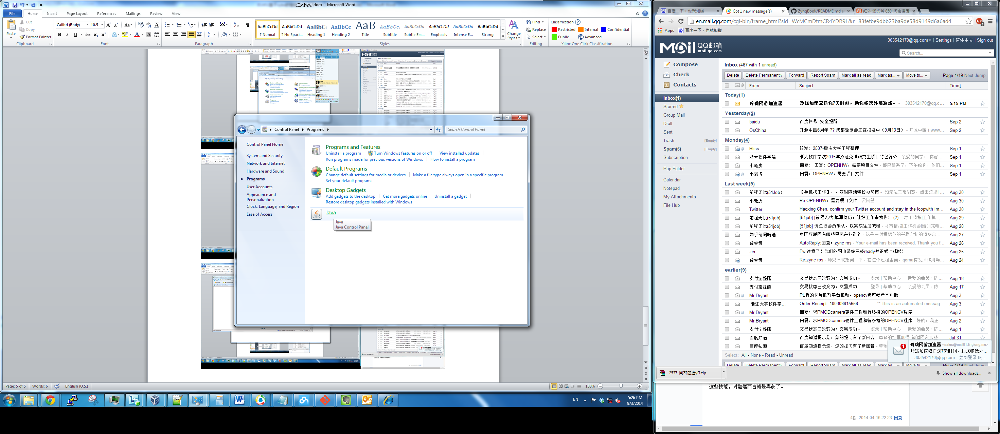 进入网站.docx - Microsoft Word
File Home Insert Page Layout References Mailings Review View
Cut
Copy
Format Painter
Paste
Clipboard
Calibri (Body) 10.5
Font
Paragraph
AaBbCcDd AaBbCcDd AaBbC AaBbCc AaB AaBbCc. AaBbCcDd AaBbCcDd AaBbCcDd AaBbCcDd
¶ Normal ¶ No Spaci... Heading 1 Heading 2 Title Subtitle Subtle Em... Emphasis Intense E... Strong
Styles
Change Styles
Find
Replace
Select
Editing
Classification
Restricted Internal Confidential
Public Advanced
Xilinx One Click Classification
Control Panel Programs
Search Control Panel
Control Panel Home
System and Security
Network and Internet
Hardware and Sound
Programs
User Accounts
Appearance and
Personalization
Clock, Language, and Region
Ease of Access
Programs and Features
Uninstall a program Turn Windows features on or off View installed updates
Run programs made for previous versions of Windows How to install a program
Default Programs
Change default settings for media or devices Make a file type always open in a specific program
Set your default programs
Desktop Gadgets
Add gadgets to the desktop Get more gadgets online Uninstall a gadget
Restore desktop gadgets installed with Windows
Java
Java
Java Control Panel
Page: 5 of 5 Words: 6 English (U.S.) 130%
EN 5:26 PM
9/3/2014
百度一下，你就知道 Got 1 new message(s) ZynqBook/README.md at 紅外 滤光片 850_淘宝搜索
en.mail.qq.com/cgi-bin/frame_html?sid=WcMCmDfmCR4YDR9L&r=83fefbe9dbb23ba9de58d9149d6a6ad4
Apps 百度一下，你就知道
Mail QQ邮箱
mail.qq.com
303542170@qq.com | Settings | 简体中文 | Sign out
Search...
Compose
Check
Contacts
Inbox(1)
Starred
Group Mail
Draft
Sent
Trash [Empty]
Spam(6) [Empty]
Subscription
Pop Folder
Calendar
Notepad
My Attachments
File Hub
Inbox (467 with 1 unread)
Delete Delete Permanently Forward Report Spam Mark all as read Mark as... Move to... Page 1/19 Next Jump
From Subject Time↓
Today(1)
玲珑网游加速器 玲珑加速器送您7天时间，助您畅玩外服游戏。 - 303542170@qq.c... 5:15 PM
Yesterday(2)
baidu 百度帐号--安全提醒 Sep 2
OsChina 开源中国6周年 ?? 成都源创会正在报名中（9月13日） - 开源中国 ( www... Sep 2
Monday(4)
Bliss 转发：2537-重庆大学工程整理 Sep 1
浙大软件学院 浙大软件学院2015年双证免试研究生项目特色简介 - 亲爱的同学： 你好... Sep 1
小老虎 回复： 回复：OPENHW，需要项目文件 - 都已联系了，下午给你，他们... Sep 1
小老虎 回复：OPENHW，需要项目文件 Sep 1
Last week(9)
前程无忧(51Job） 【手机找工作】，，随时随地轻松投简历 - 如无法正常浏览，点击这里| ... Aug 30
小老虎 Re:OPENHW，需要项目文件 - 没问题 Aug 30
Twitter Haoxing Chen, confirm your Twitter account and stay in the loopwith im... Aug 30
前程无忧(51job) [51job] [前程无忧]填写简历，让好工作来找你！ (2) - 才市情报|工作机会... Aug 29
前程无忧(51job) [51job] 请进行会员确认，以完成注册流程 - 才市情报|工作机会|培训充电... Aug 28
知乎每周精选 中国互联网有哪些黑色产业链？ - 这是一封根据你的兴趣定制的精华合... Aug 27
龚睿奇 AutoReply:回复：zync ros - Your e-mail has been received. Thank you f... Aug 26
zcr Fw:注意了！我们的网申系统已经ready并正式上线啦！ Aug 25
龚睿奇 Re:zync ros - 师兄～我想问一下，在这个过程里面，qemu有发挥作用吗... Aug 24
earlier(9)
支付宝提醒 交易状态已改变为：交易成功 - 登录 | 帮助中心 亲爱的会员：陈... Aug 18
支付宝提醒 交易状态已改变为：交易成功 - 登录 | 帮助中心 亲爱的会员：陈... Aug 17
Mr.Bryant PL版的卡片抓取平台视频，opencv版可参考其功能 Aug 3
浙江大学软件学... Order Receipt: 100308815658 - ** This is an automated messag... Aug 3
Mr.Bryant 回复：求PMODcamera硬件工程和待移植的OPENCV程序 Aug 3
Mr.Bryant 回复：求PMODcamera硬件工程和待移植的OPENCV程序 - 好的，我正... Aug 2
支付宝提醒 交易状态已改变为：交易成功 - 登录 | 帮助中心 亲爱的会员：陈... Aug 1
百度知道 百度知道提示您，您的提问有了新回答 - 尊敬的空军00号 知道网友那些... Jul 31
百度知道 百度知道提示您，您的提问有了新回答 - 尊敬
Select: All - None - Read - Unread
Delete Delete Permanently Forward Report Spam Mark all as read Mark as... Move to... Page 1/19 Next Jump
1 玲珑网游加速器 <sales@mail01.linglong.me>
玲珑加速器送您7天时间，助您畅玩外...
303542170@qq.com 立即登录 畅...
Show all downloads...
这些技能，对骷髅而言就是毒药了。
4楼 2014-04-16 22:23 回复